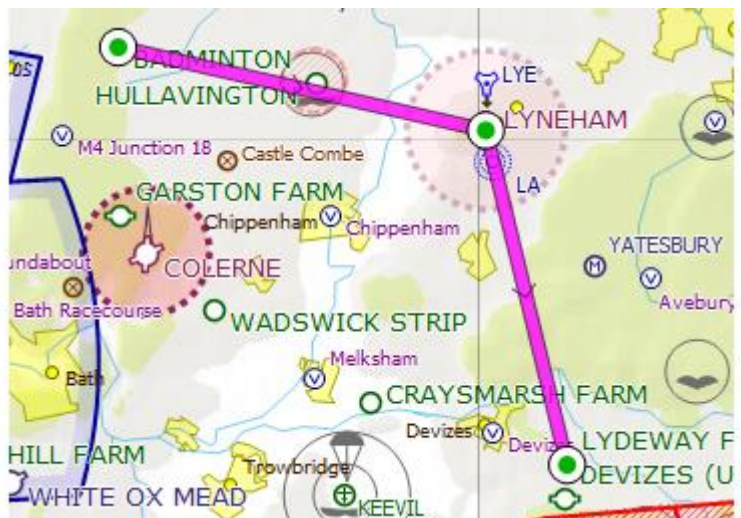 BADMINTON
HULLAVINGTON
LYE
LYNEHAM
M4 Junction 18
Castle Combe
LA
GARSTON FARM
Chippenham
Chippenham
COLERNE
YATESBURY
undabout
Bath Racecourse
Avebury
WADSWICK STRIP
Melksham
Bath
CRAYSMARSH FARM
Devizes
Devize
LYDEWAY F
HILL FARM
Trowbridge
DEVIZES (U
WHITE OX MEAD
KEEVIL